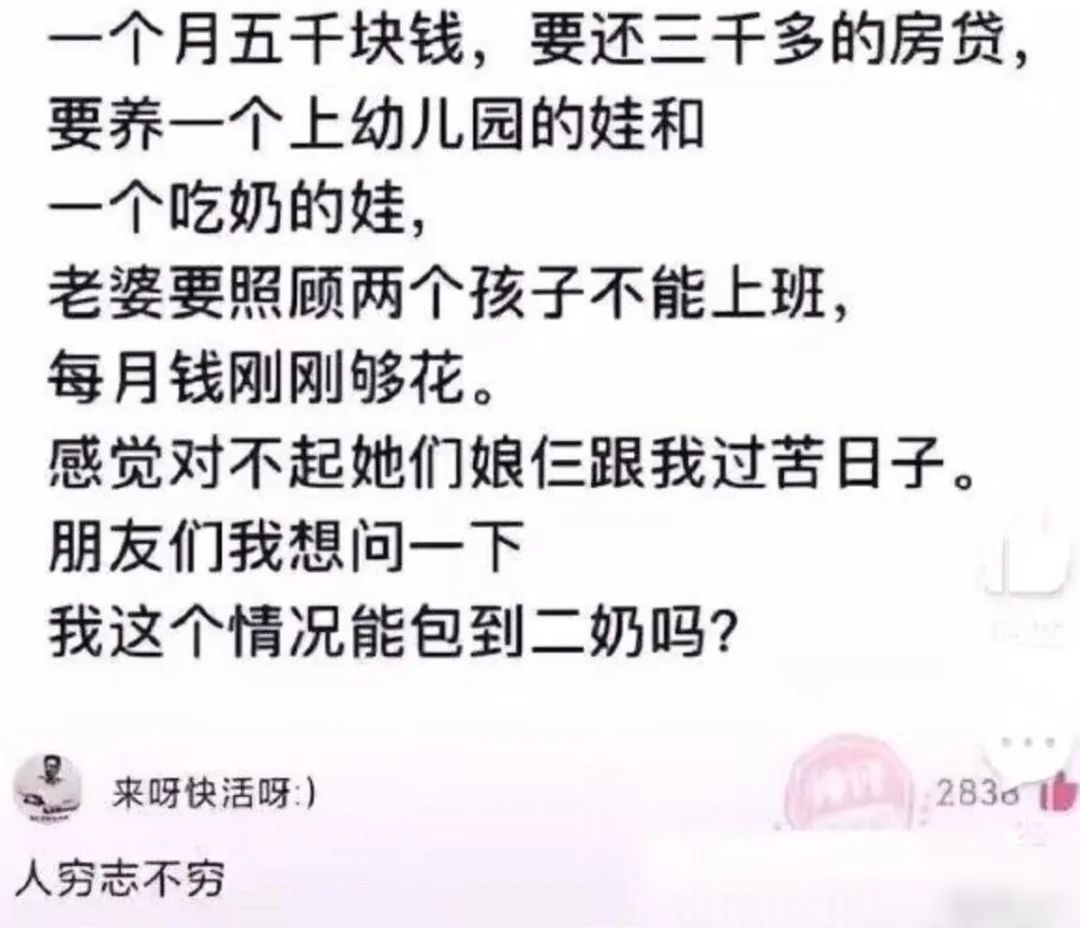 一个月五千块钱，要还三千多的房贷，
要养一个上幼儿园的娃和
一个吃奶的娃，
老婆要照顾两个孩子不能上班，
每月钱刚刚够花。
感觉对不起她们娘仨跟我过苦日子。
朋友们我想问一下
我这个情况能包到二奶吗？
来呀快活呀:)
人穷志不穷